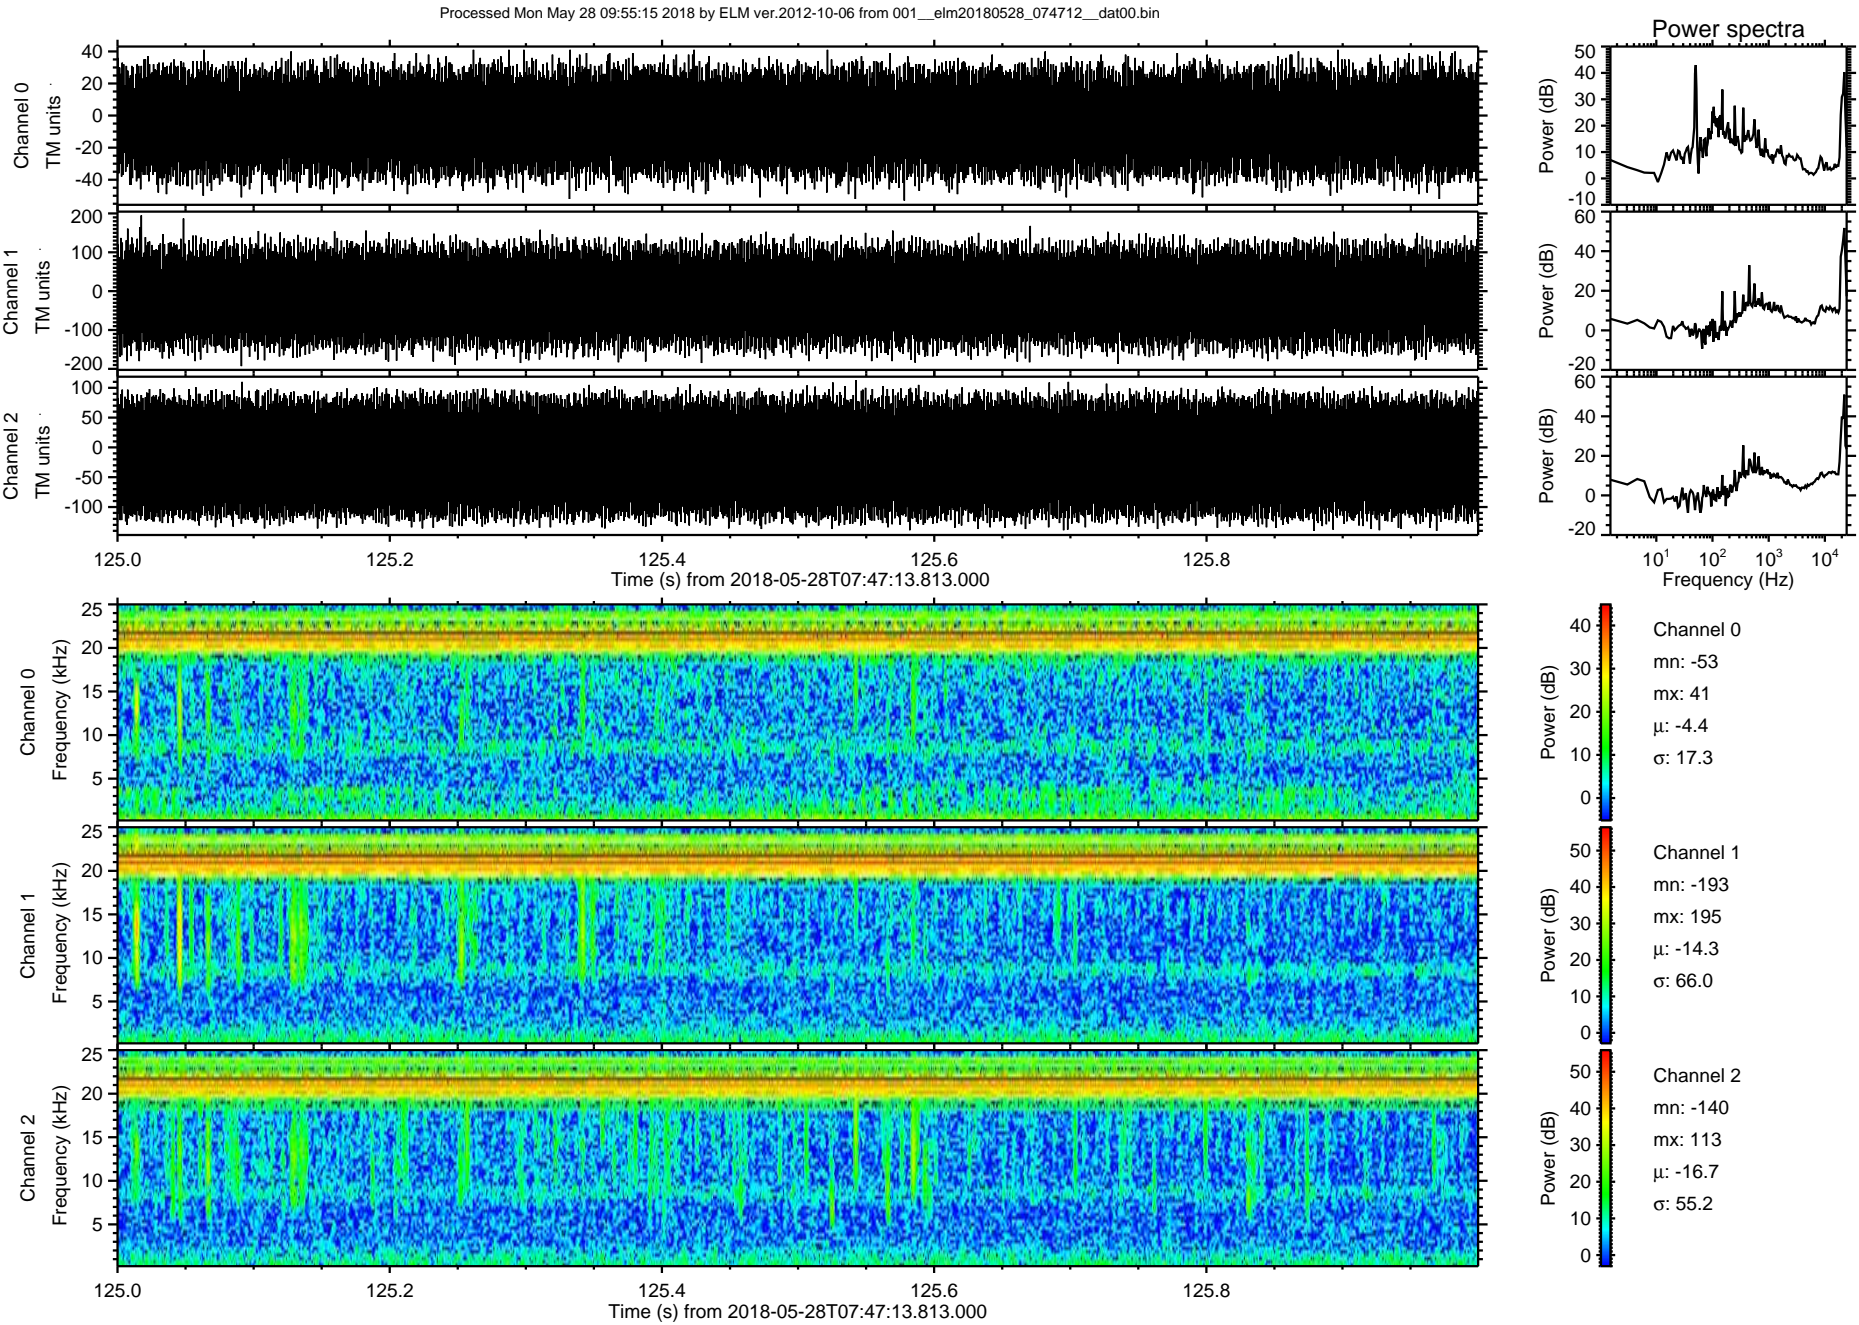 Processed Mon May 28 09:55:15 2018 by ELM ver.2012-10-06 from 001__elm20180528_074712__dat00.bin
Power spectra
Channel 0
TM units
40
20
0
-20
-40
Power (dB)
50
40
30
20
10
0
-10
Channel 1
TM units
200
100
0
-100
-200
Power (dB)
60
40
20
0
-20
Channel 2
TM units
100
50
0
-50
-100
Power (dB)
60
40
20
0
-20
125.0 125.2 125.4 125.6 125.8
Time (s) from 2018-05-28T07:47:13.813.000
10^1 10^2 10^3 10^4
Frequency (Hz)
Channel 0
Frequency (kHz)
25
20
15
10
5
Power (dB)
40
30
20
10
0
Channel 0
mn: -53
mx: 41
μ: -4.4
σ: 17.3
Channel 1
Frequency (kHz)
25
20
15
10
5
Power (dB)
50
40
30
20
10
0
Channel 1
mn: -193
mx: 195
μ: -14.3
σ: 66.0
Channel 2
Frequency (kHz)
25
20
15
10
5
Power (dB)
50
40
30
20
10
0
Channel 2
mn: -140
mx: 113
μ: -16.7
σ: 55.2
125.0 125.2 125.4 125.6 125.8
Time (s) from 2018-05-28T07:47:13.813.000